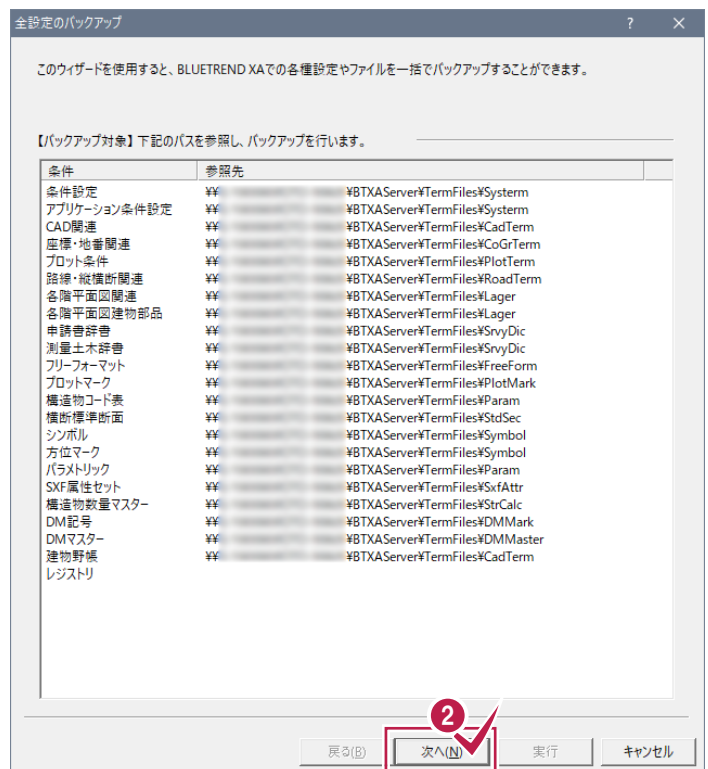 全設定のバックアップ ? ×
このウィザードを使用すると、BLUETREND XAでの各種設定やファイルを一括でバックアップすることができます。
【バックアップ対象】下記のパスを参照し、バックアップを行います。
条件 参照先
条件設定 ¥¥ ¥BTXAServer¥TermFiles¥Systerm
アプリケーション条件設定 ¥¥ ¥BTXAServer¥TermFiles¥Systerm
CAD関連 ¥¥ ¥BTXAServer¥TermFiles¥CadTerm
座標・地番関連 ¥¥ ¥BTXAServer¥TermFiles¥CoGrTerm
プロット条件 ¥¥ ¥BTXAServer¥TermFiles¥PlotTerm
路線・縦横断関連 ¥¥ ¥BTXAServer¥TermFiles¥RoadTerm
各階平面図関連 ¥¥ ¥BTXAServer¥TermFiles¥Lager
各階平面図建物部品 ¥¥ ¥BTXAServer¥TermFiles¥Lager
申請書辞書 ¥¥ ¥BTXAServer¥TermFiles¥SrvyDic
測量土木辞書 ¥¥ ¥BTXAServer¥TermFiles¥SrvyDic
フリーフォーマット ¥¥ ¥BTXAServer¥TermFiles¥FreeForm
プロットマーク ¥¥ ¥BTXAServer¥TermFiles¥PlotMark
構造物コード表 ¥¥ ¥BTXAServer¥TermFiles¥Param
横断標準断面 ¥¥ ¥BTXAServer¥TermFiles¥StdSec
シンボル ¥¥ ¥BTXAServer¥TermFiles¥Symbol
方位マーク ¥¥ ¥BTXAServer¥TermFiles¥Symbol
パラメトリック ¥¥ ¥BTXAServer¥TermFiles¥Param
SXF属性セット ¥¥ ¥BTXAServer¥TermFiles¥SxfAttr
構造物数量マスター ¥¥ ¥BTXAServer¥TermFiles¥StrCalc
DM記号 ¥¥ ¥BTXAServer¥TermFiles¥DMMark
DMマスター ¥¥ ¥BTXAServer¥TermFiles¥DMMaster
建物野帳 ¥¥ ¥BTXAServer¥TermFiles¥CadTerm
レジストリ
2
戻る(B) 次へ(N) 実行 キャンセル